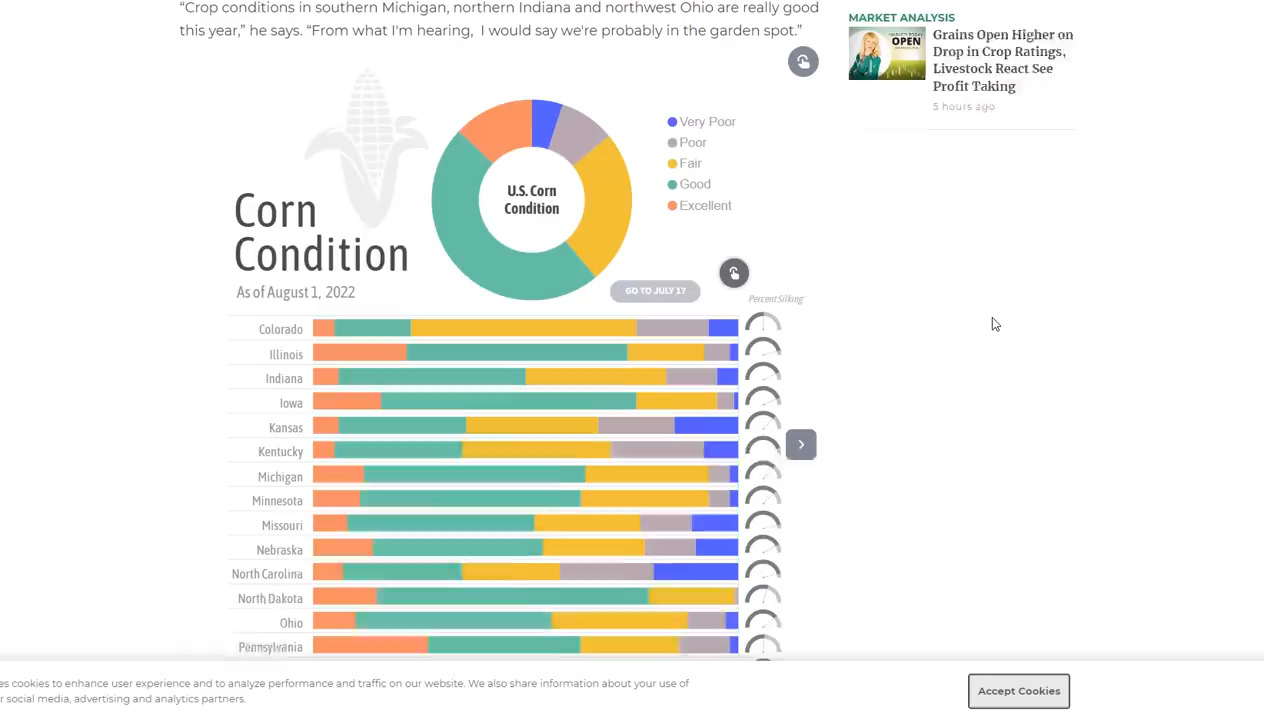 “Crop conditions in southern Michigan, northern Indiana and northwest Ohio are really good
this year,” he says. “From what I'm hearing, I would say we're probably in the garden spot.”
MARKET ANALYSIS
OPEN
Grains Open Higher on
Drop in Crop Ratings,
Livestock React See
Profit Taking
5 hours ago
Very Poor
Poor
Fair
Good
Excellent
U.S. Corn
Condition
Corn
Condition
As of August 1, 2022
GO TO JULY 17
Percent Silking
Colorado
Illinois
Indiana
Iowa
Kansas
Kentucky
Michigan
Minnesota
Missouri
Nebraska
North Carolina
North Dakota
Ohio
Pennsylvania
es cookies to enhance user experience and to analyze performance and traffic on our website. We also share information about your use of
r social media, advertising and analytics partners.
Accept Cookies